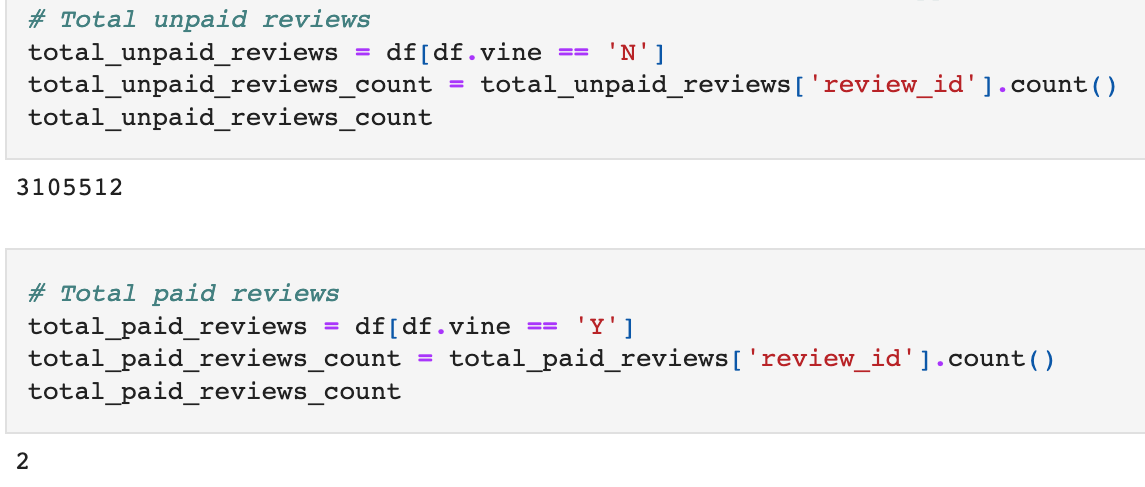 # Total unpaid reviews
total_unpaid_reviews = df[df.vine == 'N']
total_unpaid_reviews_count = total_unpaid_reviews['review_id'].count()
total_unpaid_reviews_count
3105512
# Total paid reviews
total_paid_reviews = df[df.vine == 'Y']
total_paid_reviews_count = total_paid_reviews['review_id'].count()
total_paid_reviews_count
2